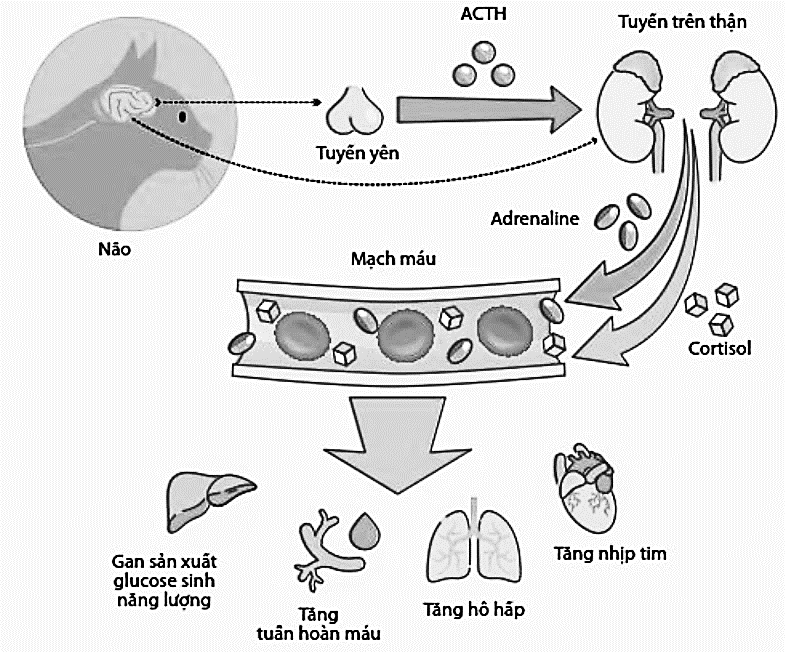 ACTH
Tuyến trên thận
Tuyến yên
Não
Adrenaline
Mạch máu
Cortisol
Gan sản xuất
glucose sinh
năng lượng
Tăng
tuần hoàn máu
Tăng hô hấp
Tăng nhịp tim